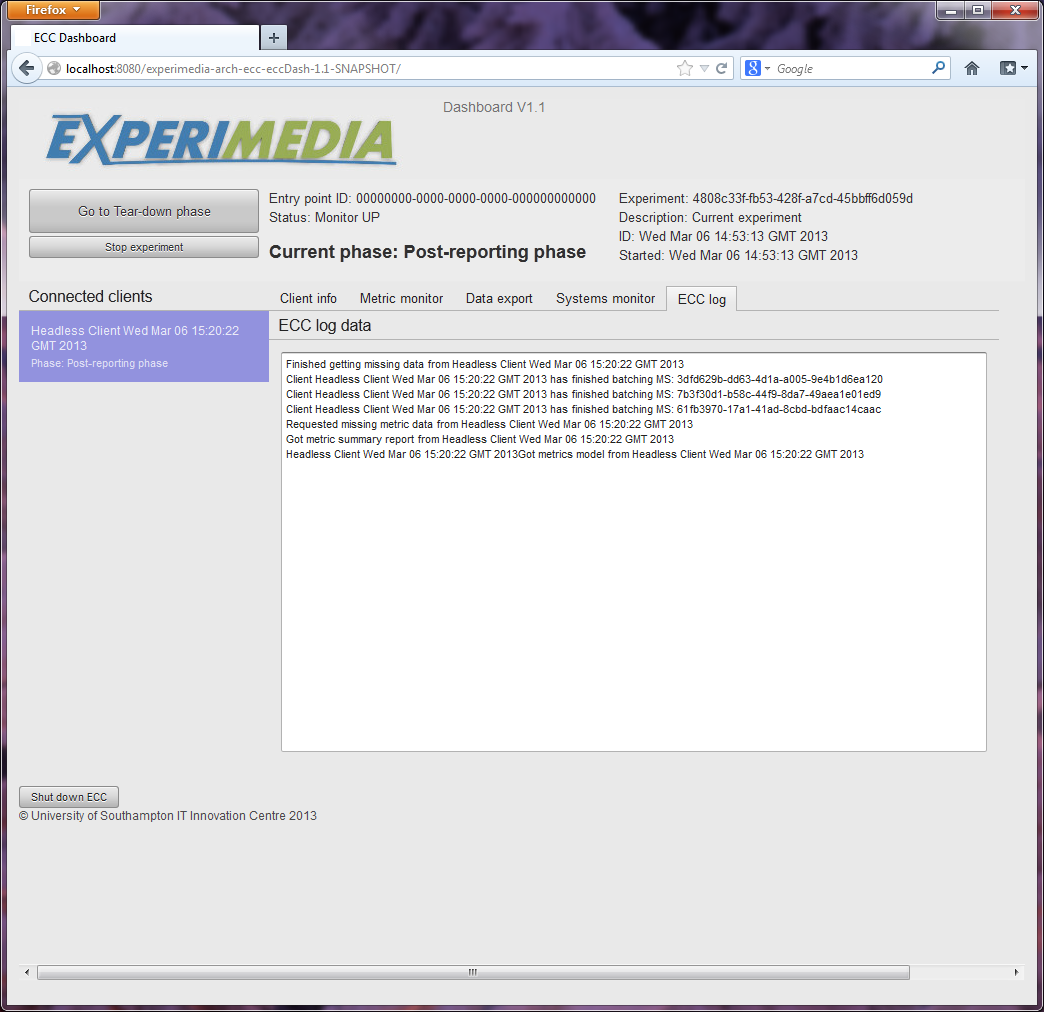 Firefox
ECC Dashboard
localhost:8080/experimedia-arch-ecc-eccDash-1.1-SNAPSHOT/
Google
Dashboard V1.1
EXPERIMEDIA
Go to Tear-down phase
Stop experiment
Entry point ID: 00000000-0000-0000-0000-000000000000
Status: Monitor UP
Current phase: Post-reporting phase
Experiment: 4808c33f-fb53-428f-a7cd-45bbff6d059d
Description: Current experiment
ID: Wed Mar 06 14:53:13 GMT 2013
Started: Wed Mar 06 14:53:13 GMT 2013
Connected clients
Headless Client Wed Mar 06 15:20:22
GMT 2013
Phase: Post-reporting phase
Client info
Metric monitor
Data export
Systems monitor
ECC log
ECC log data
Finished getting missing data from Headless Client Wed Mar 06 15:20:22 GMT 2013
Client Headless Client Wed Mar 06 15:20:22 GMT 2013 has finished batching MS: 3dfd629b-dd63-4d1a-a005-9e4b1d6ea120
Client Headless Client Wed Mar 06 15:20:22 GMT 2013 has finished batching MS: 7b3f30d1-b58c-44f9-8da7-49aea1e01ed9
Client Headless Client Wed Mar 06 15:20:22 GMT 2013 has finished batching MS: 61fb3970-17a1-41ad-8cbd-bdfaac14caac
Requested missing metric data from Headless Client Wed Mar 06 15:20:22 GMT 2013
Got metric summary report from Headless Client Wed Mar 06 15:20:22 GMT 2013
Headless Client Wed Mar 06 15:20:22 GMT 2013Got metrics model from Headless Client Wed Mar 06 15:20:22 GMT 2013
Shut down ECC
© University of Southampton IT Innovation Centre 2013